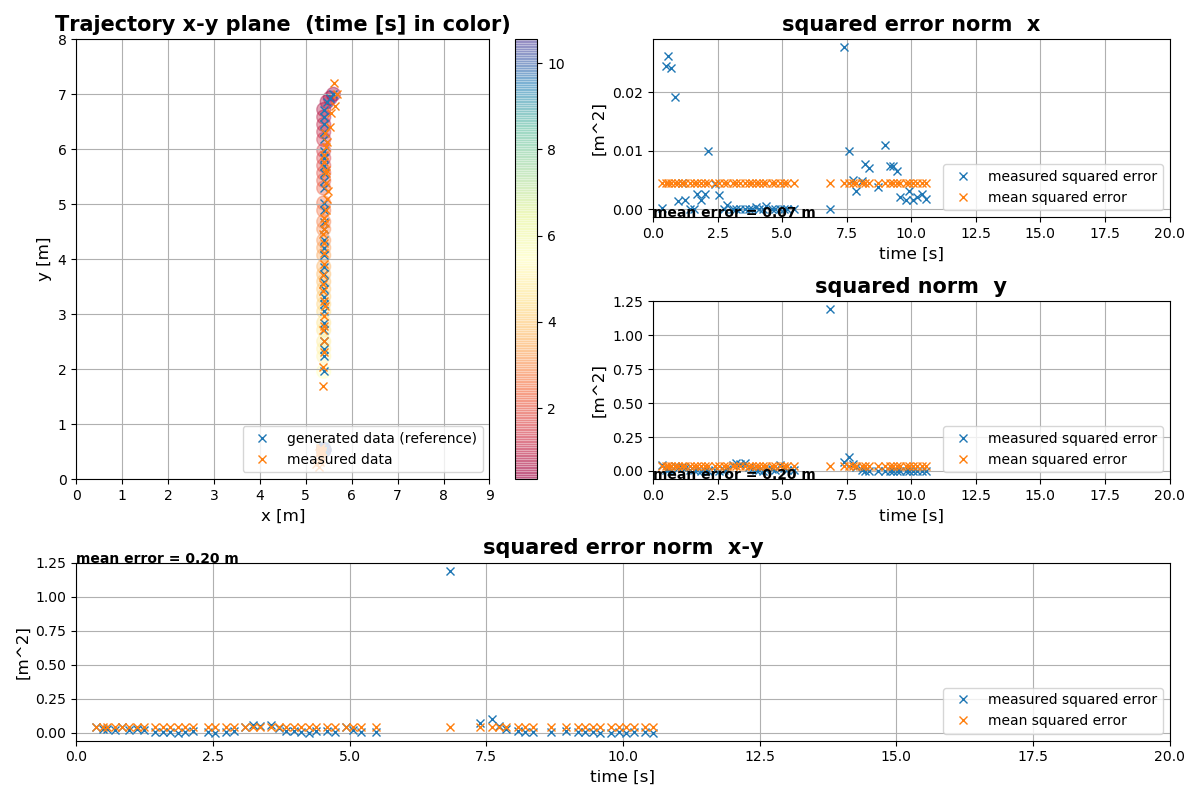 Trajectory x-y plane  (time [s] in color)
8
7
6
5
4
3
2
1
0
y [m]
0 1 2 3 4 5 6 7 8 9
x [m]
generated data (reference)
measured data
10
8
6
4
2
squared error norm  x
0.02
0.01
0.00
[m^2]
measured squared error
mean squared error
mean error = 0.07 m
0.0 2.5 5.0 7.5 10.0 12.5 15.0 17.5 20.0
time [s]
squared norm  y
1.25
1.00
0.75
0.50
0.25
0.00
[m^2]
measured squared error
mean squared error
mean error = 0.20 m
0.0 2.5 5.0 7.5 10.0 12.5 15.0 17.5 20.0
time [s]
squared error norm  x-y
mean error = 0.20 m
1.25
1.00
0.75
0.50
0.25
0.00
[m^2]
measured squared error
mean squared error
0.0 2.5 5.0 7.5 10.0 12.5 15.0 17.5 20.0
time [s]